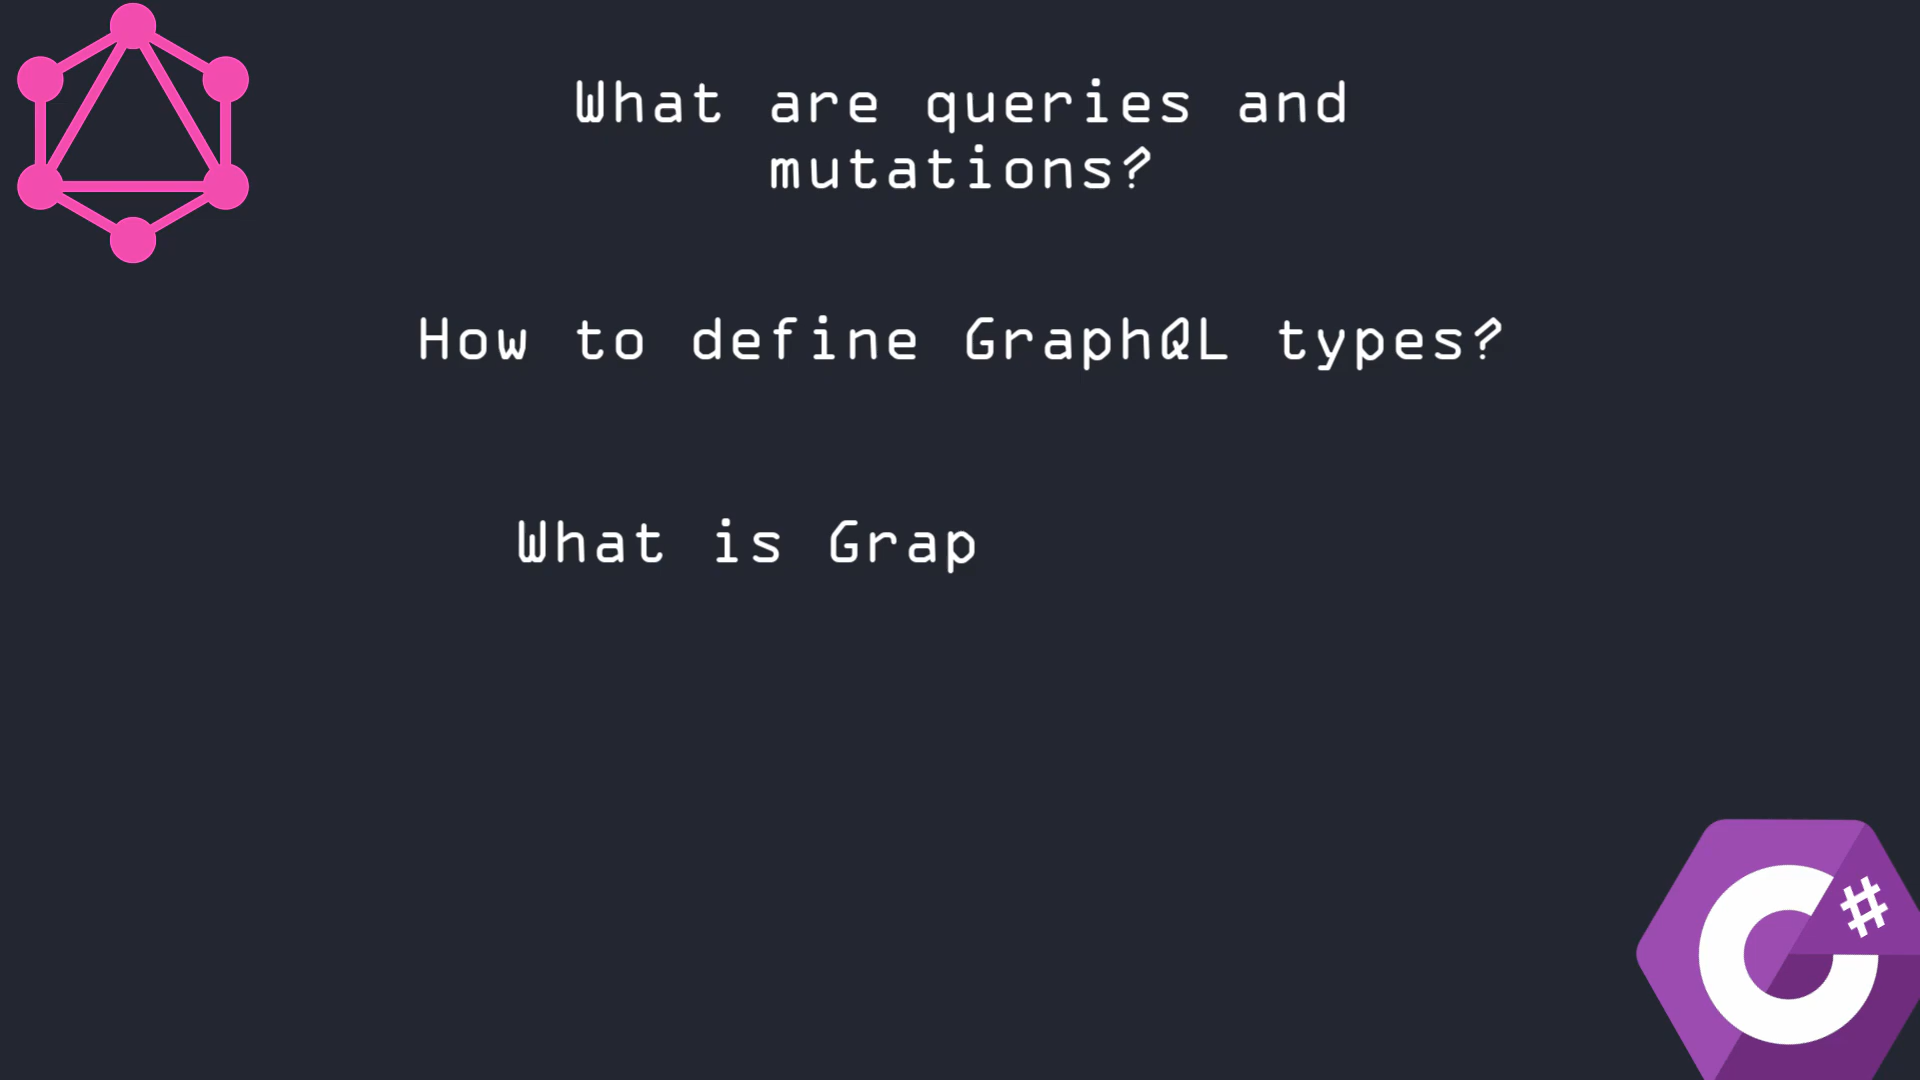 What are queries and
mutations?
How to define GraphQL types?
What is Grap
C#